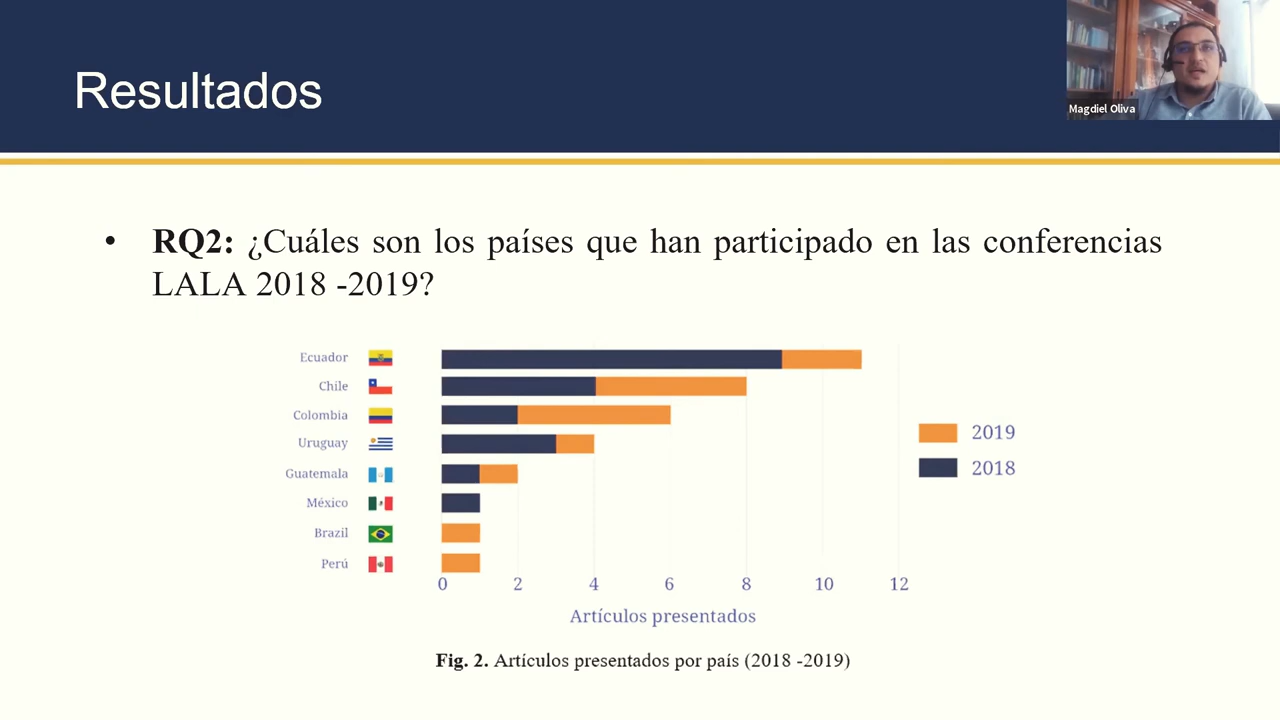 Resultados
Magdiel Oliva
• RQ2: ¿Cuáles son los países que han participado en las conferencias
LALA 2018 -2019?
Ecuador
Chile
Colombia
Uruguay
Guatemala
México
Brazil
Perú
0 2 4 6 8 10 12
Artículos presentados
2019
2018
Fig. 2. Artículos presentados por país (2018 -2019)